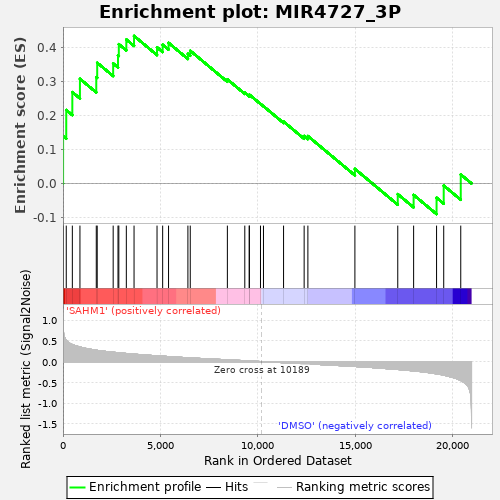 Enrichment plot: MIR4727_3P
Enrichment score (ES)
0.4
0.3
0.2
0.1
0.0
-0.1
'SAHM1' (positively correlated)
Ranked list metric (Signal2Noise)
1.0
0.5
0.0
-0.5
-1.0
-1.5
Zero cross at 10189
'DMSO' (negatively correlated)
0 5,000 10,000 15,000 20,000
Rank in Ordered Dataset
Enrichment profile Hits Ranking metric scores